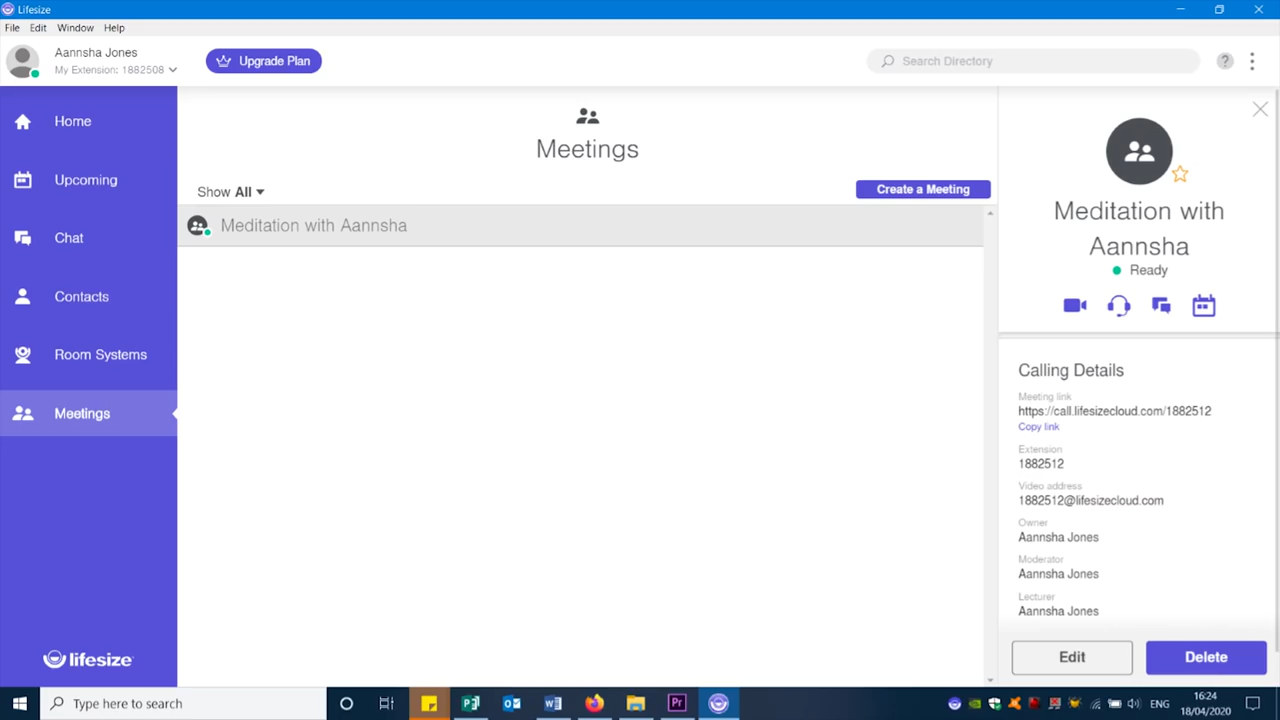 Lifesize
File Edit Window Help
Aannsha Jones
My Extension: 1882508
Upgrade Plan
Search Directory
?
Home
Upcoming
Chat
Contacts
Room Systems
Meetings
lifesize
Meetings
Show All
Create a Meeting
Meditation with Aannsha
Meditation with
Aannsha
Ready
Calling Details
Meeting link
https://call.lifesizecloud.com/1882512
Copy link
Extension
1882512
Video address
1882512@lifesizecloud.com
Owner
Aannsha Jones
Moderator
Aannsha Jones
Lecturer
Aannsha Jones
Edit Delete
Type here to search
Pr
ENG
16:24
18/04/2020